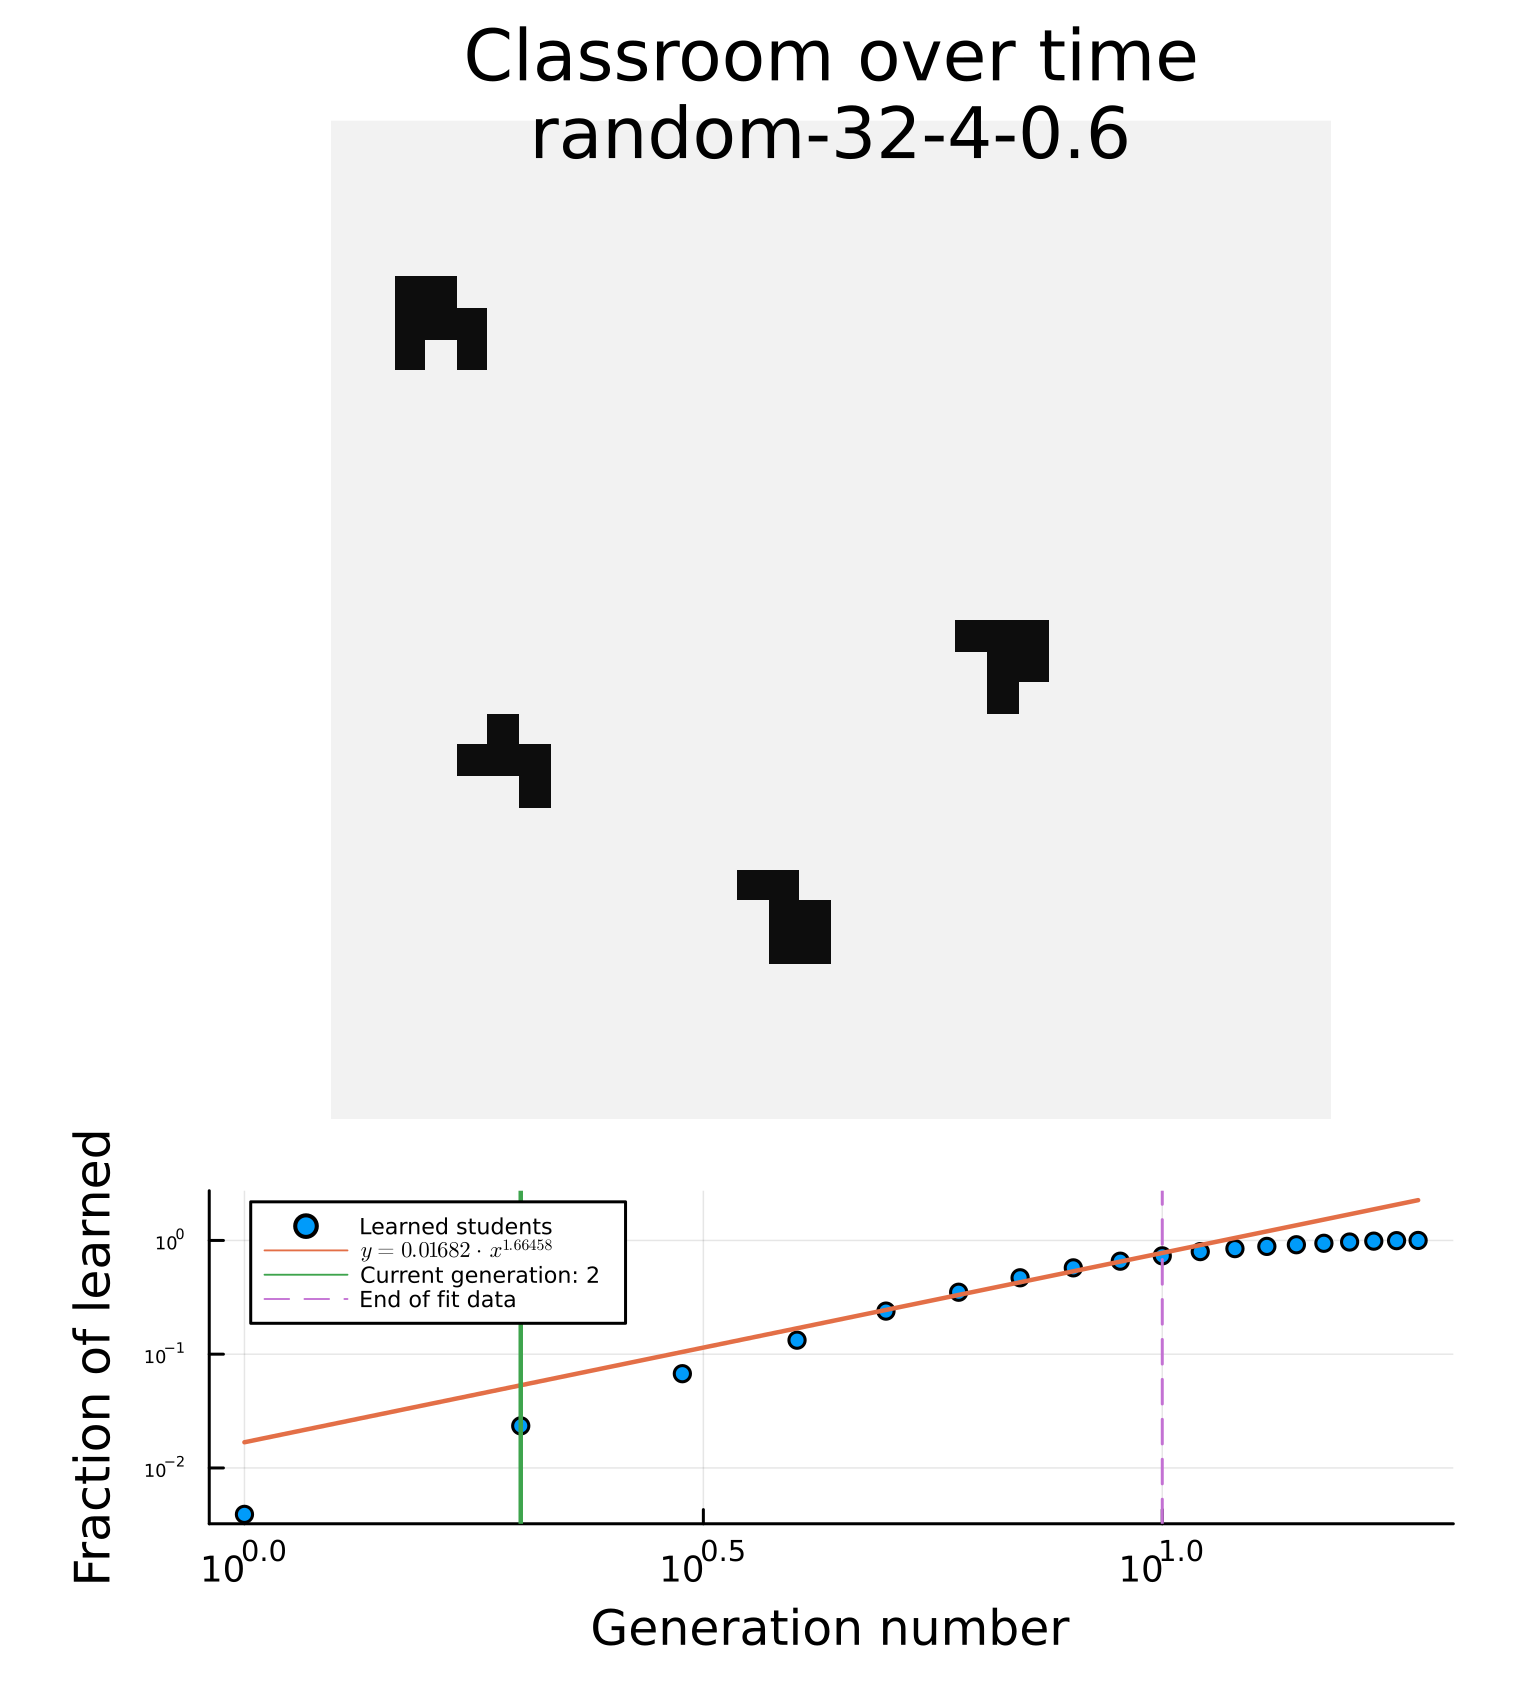 Classroom over time
random-32-4-0.6
Fraction of learned
10⁰
10⁻¹
10⁻²
Learned students
y = 0.01682 · x^1.66458
Current generation: 2
End of fit data
10^0.0
10^0.5
10^1.0
Generation number